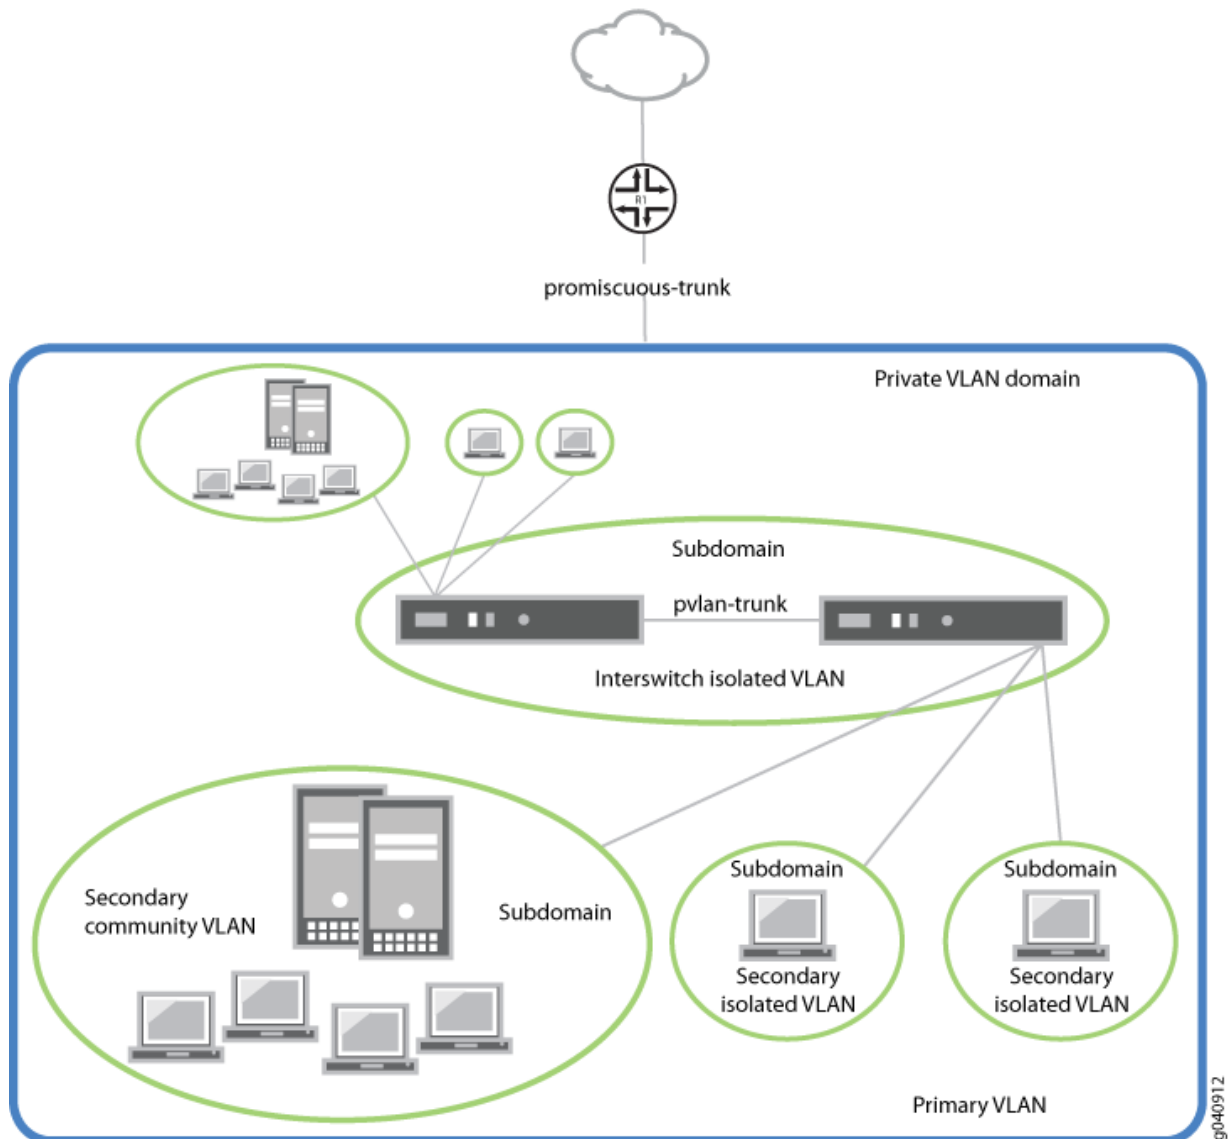 R1
promiscuous-trunk
Private VLAN domain
Subdomain
pvlan-trunk
Interswitch isolated VLAN
Secondary
community VLAN
Subdomain
Subdomain
Secondary
isolated VLAN
Subdomain
Secondary
isolated VLAN
Primary VLAN
g040912